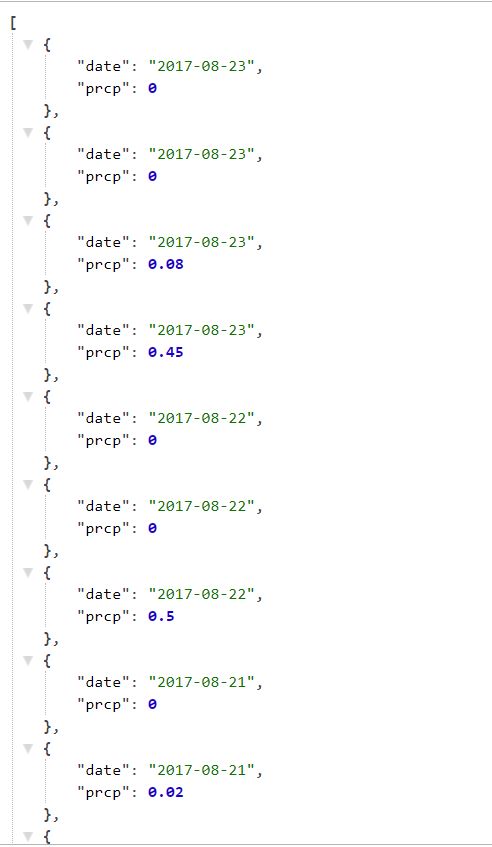 [
{
"date": "2017-08-23",
"prcp": 0
},
{
"date": "2017-08-23",
"prcp": 0
},
{
"date": "2017-08-23",
"prcp": 0.08
},
{
"date": "2017-08-23",
"prcp": 0.45
},
{
"date": "2017-08-22",
"prcp": 0
},
{
"date": "2017-08-22",
"prcp": 0
},
{
"date": "2017-08-22",
"prcp": 0.5
},
{
"date": "2017-08-21",
"prcp": 0
},
{
"date": "2017-08-21",
"prcp": 0.02
},
{